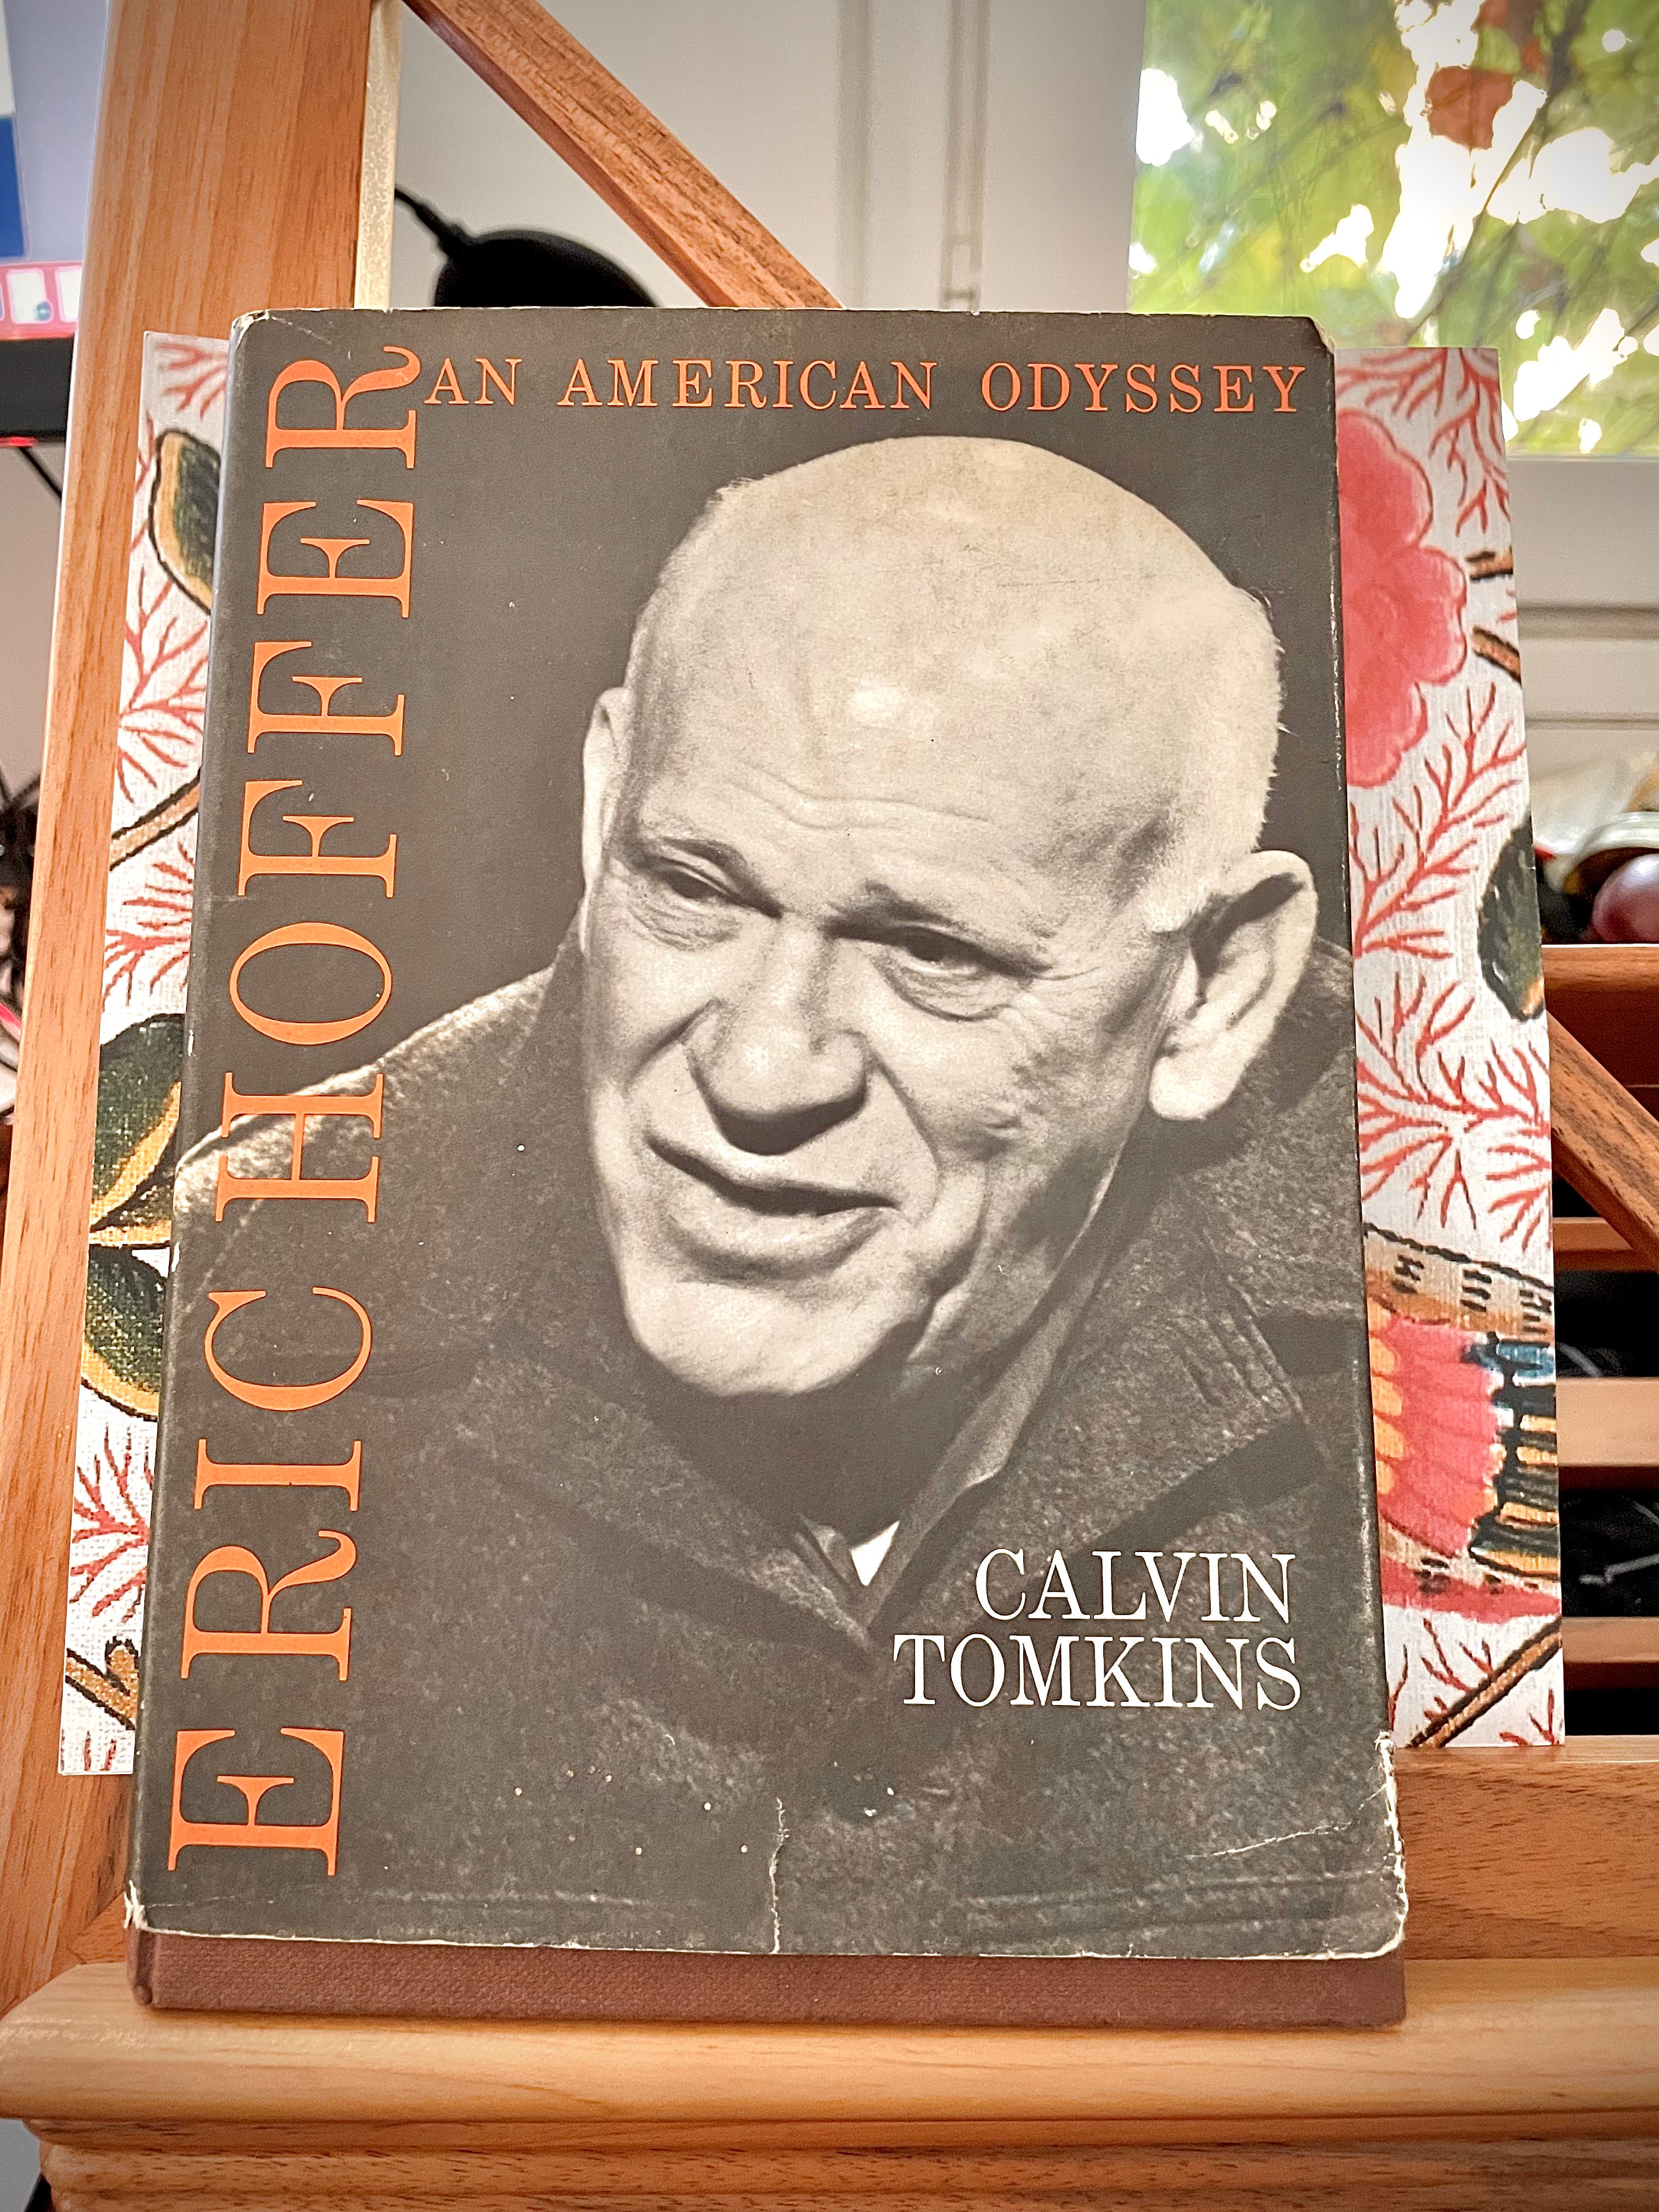 ERIC HOFFER
AN AMERICAN ODYSSEY
CALVIN
TOMKINS